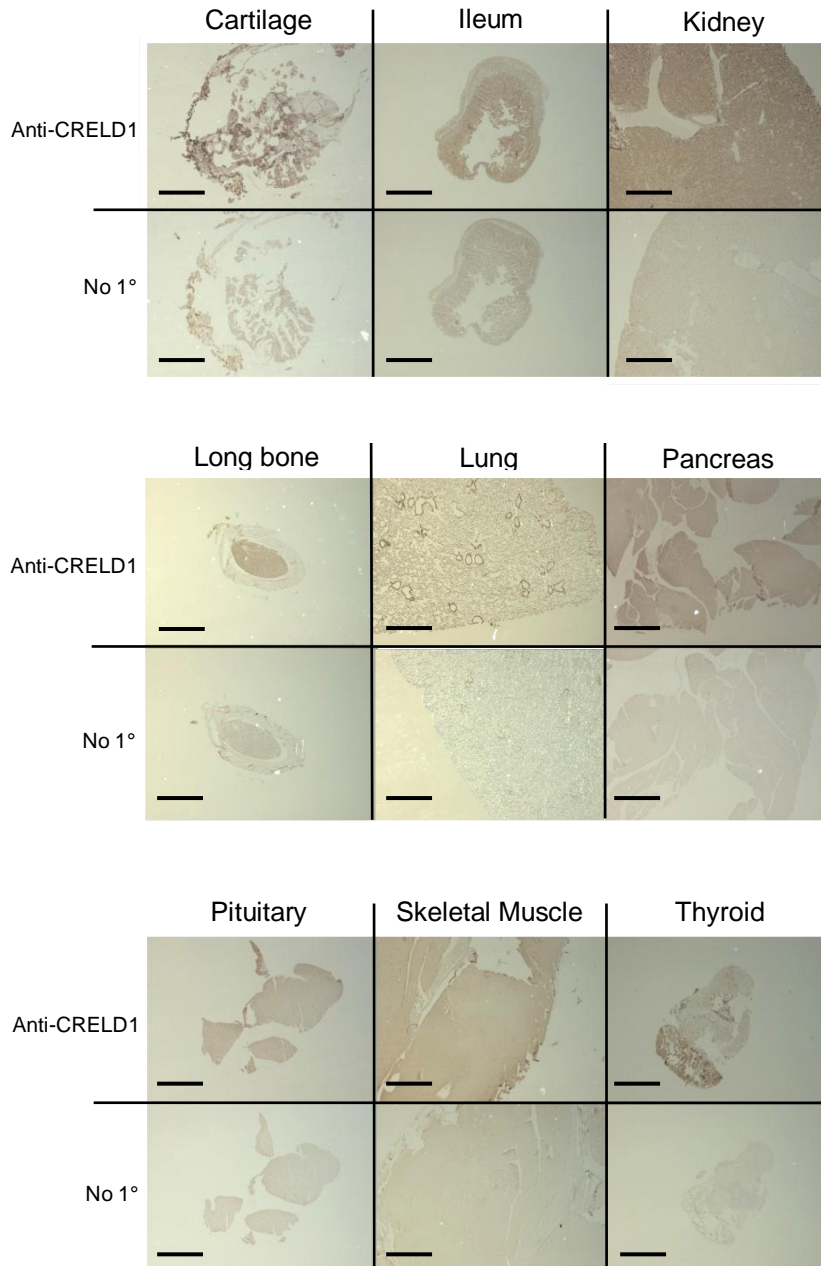 Cartilage Ileum Kidney
Anti-CRELD1
No 1°
Long bone Lung Pancreas
Anti-CRELD1
No 1°
Pituitary Skeletal Muscle Thyroid
Anti-CRELD1
No 1°